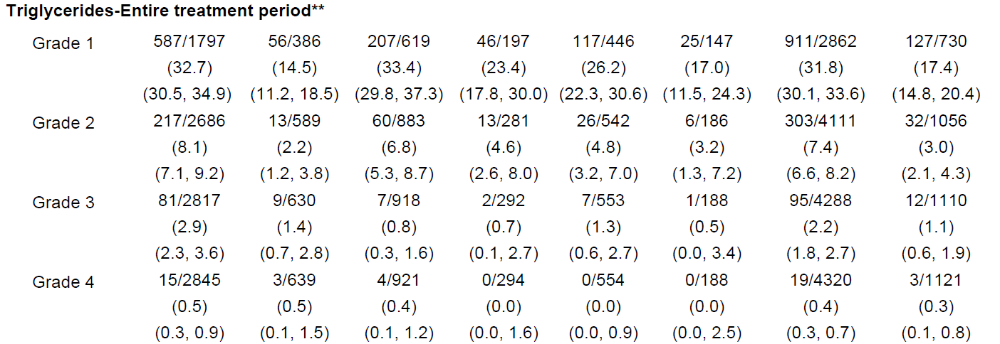 Triglycerides-Entire treatment period**
Grade 1 587/1797 56/386 207/619 46/197 117/446 25/147 911/2862 127/730
(32.7) (14.5) (33.4) (23.4) (26.2) (17.0) (31.8) (17.4)
(30.5, 34.9) (11.2, 18.5) (29.8, 37.3) (17.8, 30.0) (22.3, 30.6) (11.5, 24.3) (30.1, 33.6) (14.8, 20.4)
Grade 2 217/2686 13/589 60/883 13/281 26/542 6/186 303/4111 32/1056
(8.1) (2.2) (6.8) (4.6) (4.8) (3.2) (7.4) (3.0)
(7.1, 9.2) (1.2, 3.8) (5.3, 8.7) (2.6, 8.0) (3.2, 7.0) (1.3, 7.2) (6.6, 8.2) (2.1, 4.3)
Grade 3 81/2817 9/630 7/918 2/292 7/553 1/188 95/4288 12/1110
(2.9) (1.4) (0.8) (0.7) (1.3) (0.5) (2.2) (1.1)
(2.3, 3.6) (0.7, 2.8) (0.3, 1.6) (0.1, 2.7) (0.6, 2.7) (0.0, 3.4) (1.8, 2.7) (0.6, 1.9)
Grade 4 15/2845 3/639 4/921 0/294 0/554 0/188 19/4320 3/1121
(0.5) (0.5) (0.4) (0.0) (0.0) (0.0) (0.4) (0.3)
(0.3, 0.9) (0.1, 1.5) (0.1, 1.2) (0.0, 1.6) (0.0, 0.9) (0.0, 2.5) (0.3, 0.7) (0.1, 0.8)